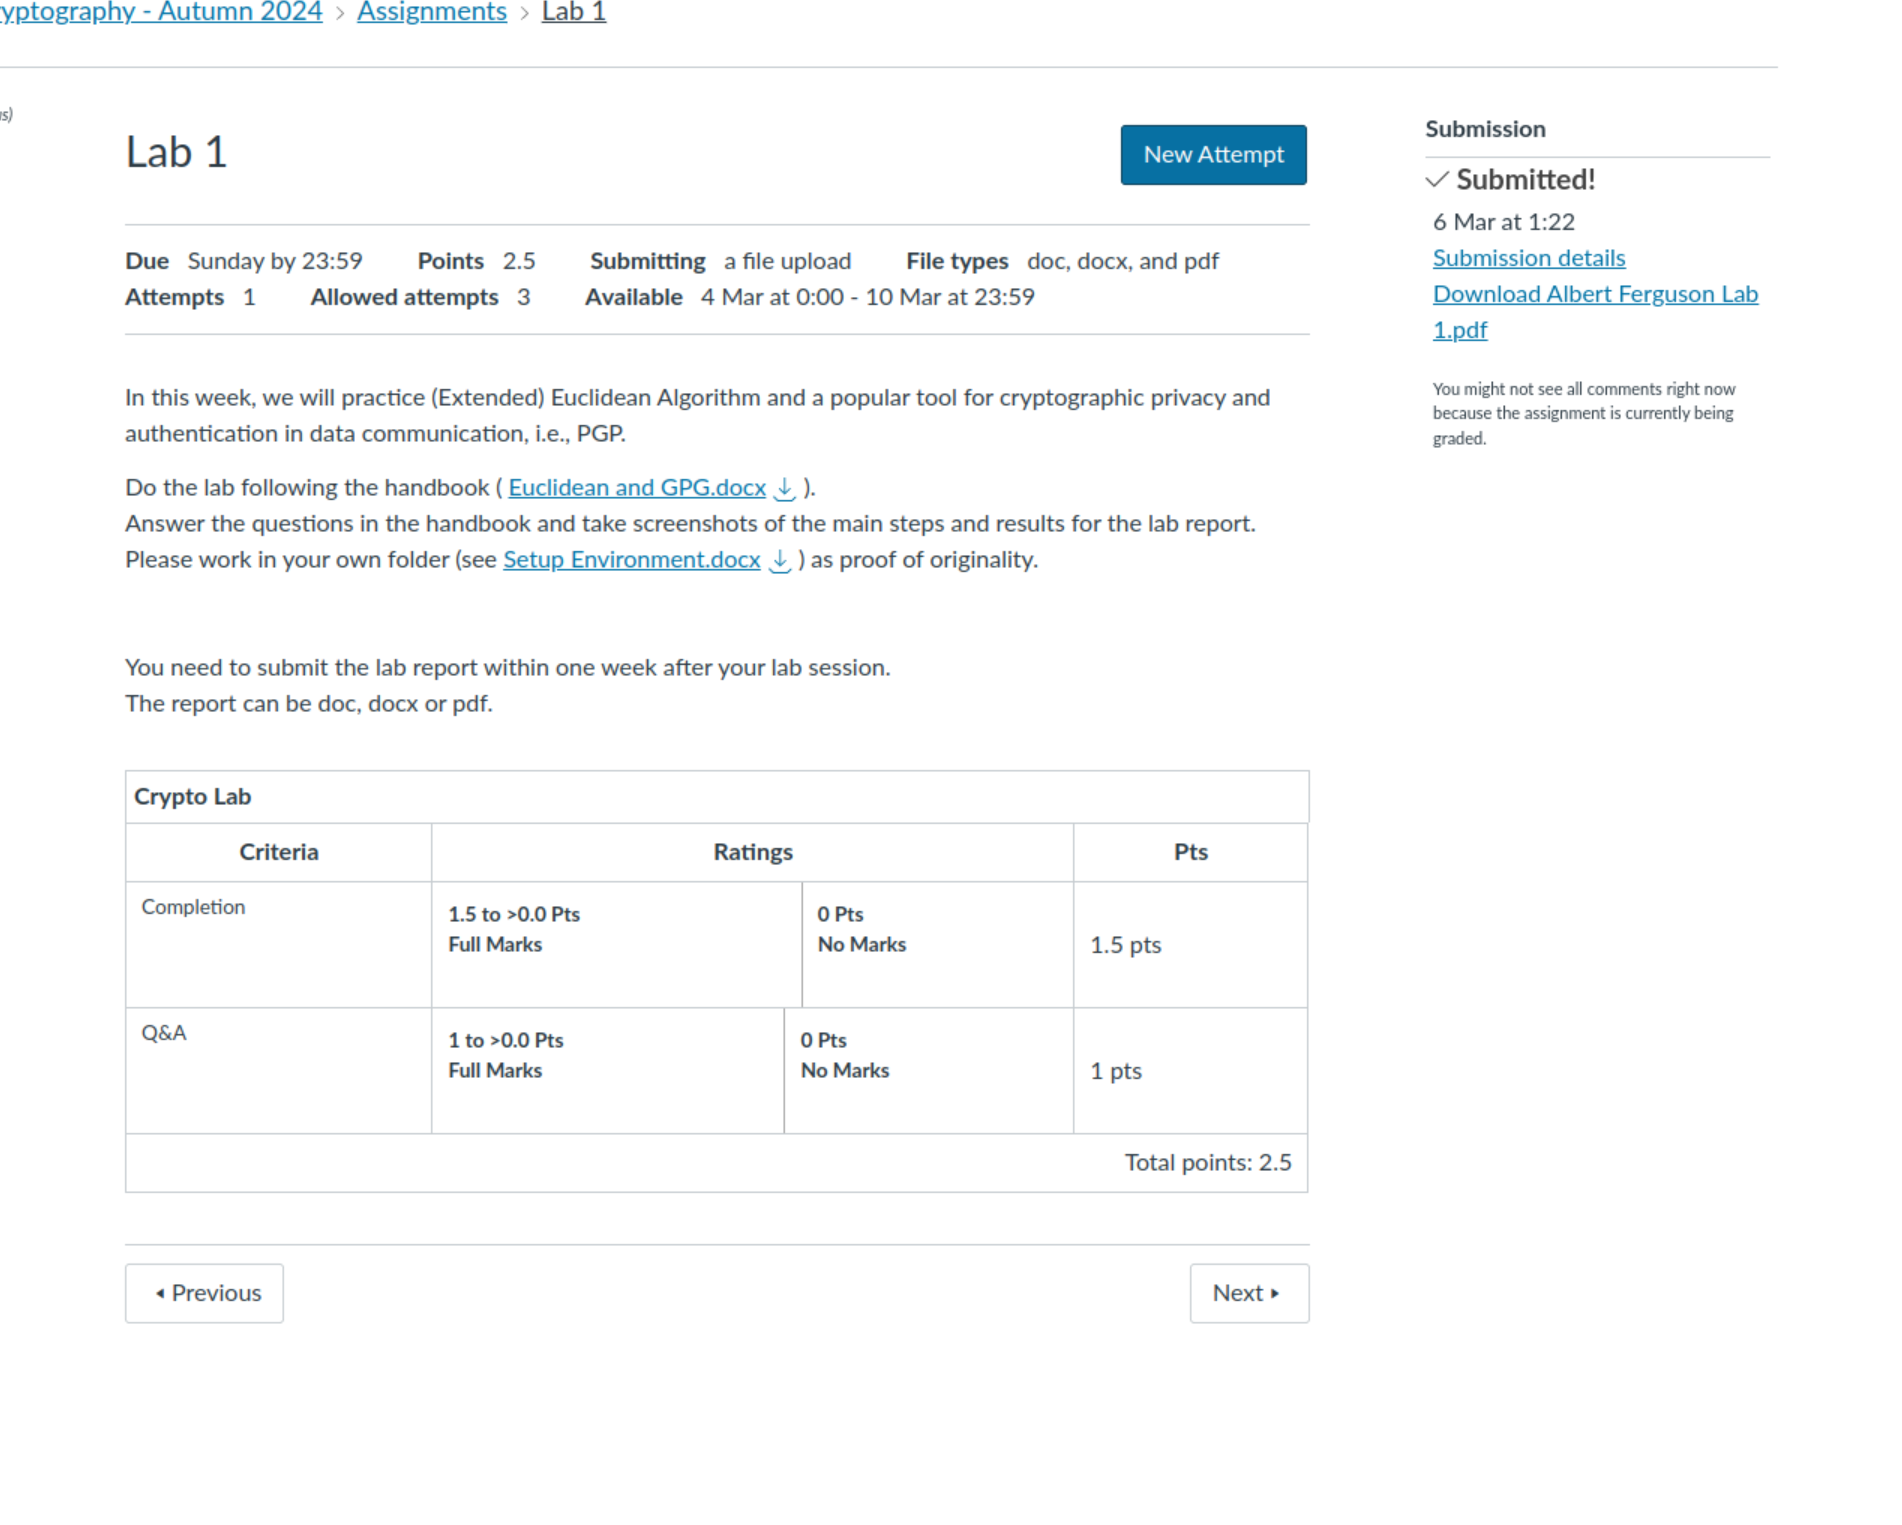 yptography - Autumn 2024 > Assignments > Lab 1
s)
Lab 1
New Attempt
Due Sunday by 23:59 Points 2.5 Submitting a file upload File types doc, docx, and pdf
Attempts 1 Allowed attempts 3 Available 4 Mar at 0:00 - 10 Mar at 23:59
In this week, we will practice (Extended) Euclidean Algorithm and a popular tool for cryptographic privacy and
authentication in data communication, i.e., PGP.
Do the lab following the handbook ( Euclidean and GPG.docx ).
Answer the questions in the handbook and take screenshots of the main steps and results for the lab report.
Please work in your own folder (see Setup Environment.docx ) as proof of originality.
You need to submit the lab report within one week after your lab session.
The report can be doc, docx or pdf.
Crypto Lab
Criteria Ratings Pts
Completion
1.5 to >0.0 Pts
Full Marks
0 Pts
No Marks
1.5 pts
Q&A
1 to >0.0 Pts
Full Marks
0 Pts
No Marks
1 pts
Total points: 2.5
Previous
Next
Submission
Submitted!
6 Mar at 1:22
Submission details
Download Albert Ferguson Lab
1.pdf
You might not see all comments right now
because the assignment is currently being
graded.